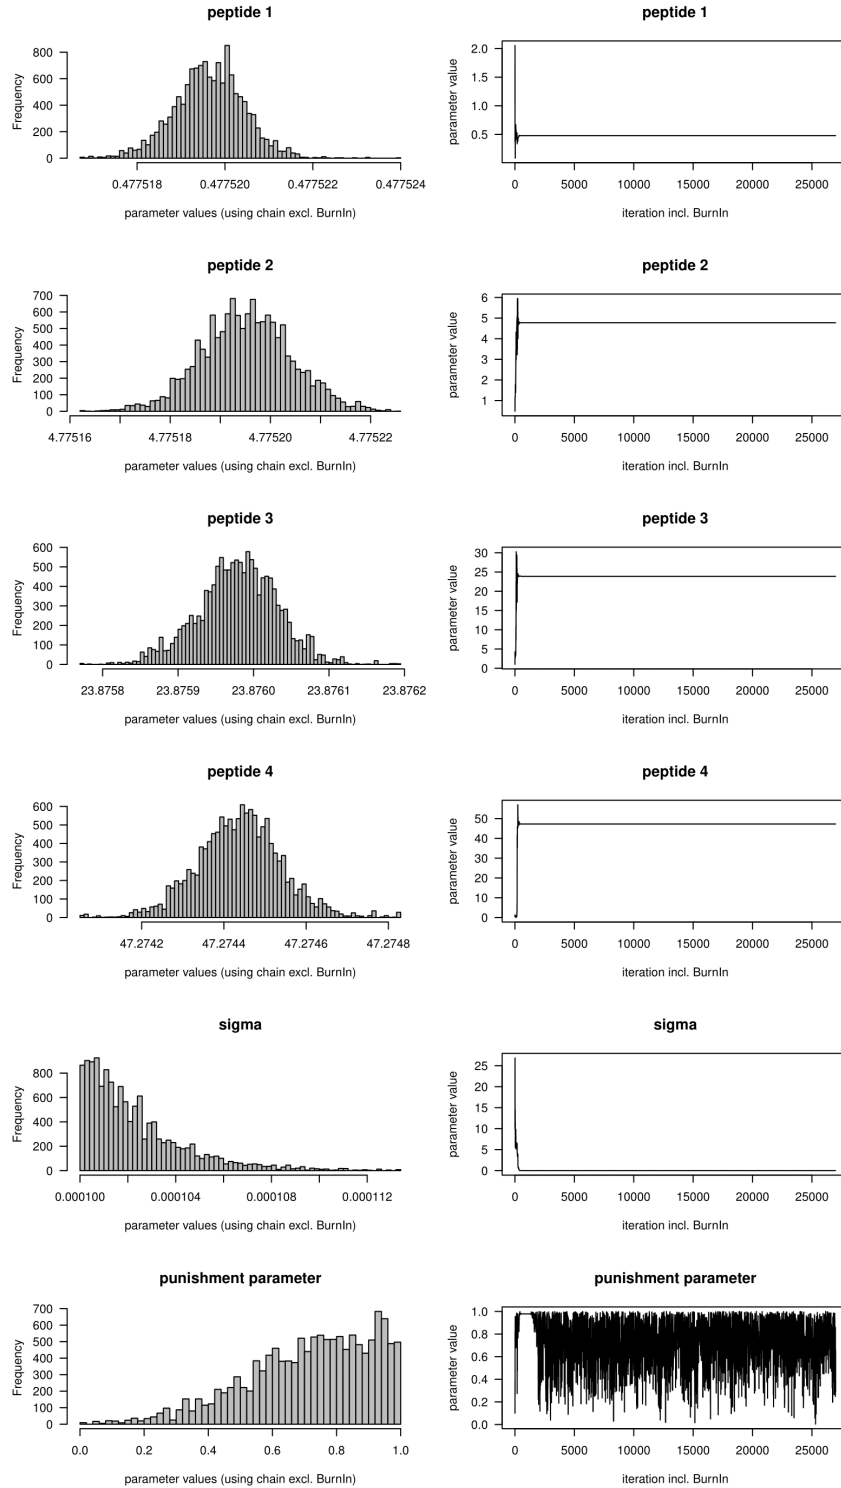 peptide 1
peptide 1
Frequency
800
600
400
200
0
0.477518 0.477520 0.477522 0.477524
parameter values (using chain excl. BurnIn)
parameter value
2.0
1.5
1.0
0.5
0 5000 10000 15000 20000 25000
iteration incl. BurnIn
peptide 2
peptide 2
Frequency
700
600
500
400
300
200
100
0
4.77516 4.77518 4.77520 4.77522
parameter values (using chain excl. BurnIn)
parameter value
6
5
4
3
2
1
0 5000 10000 15000 20000 25000
iteration incl. BurnIn
peptide 3
peptide 3
Frequency
600
500
400
300
200
100
0
23.8758 23.8759 23.8760 23.8761 23.8762
parameter values (using chain excl. BurnIn)
parameter value
30
25
20
15
10
5
0
0 5000 10000 15000 20000 25000
iteration incl. BurnIn
peptide 4
peptide 4
Frequency
600
500
400
300
200
100
0
47.2742 47.2744 47.2746 47.2748
parameter values (using chain excl. BurnIn)
parameter value
50
40
30
20
10
0
0 5000 10000 15000 20000 25000
iteration incl. BurnIn
sigma
sigma
Frequency
800
600
400
200
0
0.000100 0.000104 0.000108 0.000112
parameter values (using chain excl. BurnIn)
parameter value
25
20
15
10
5
0
0 5000 10000 15000 20000 25000
iteration incl. BurnIn
punishment parameter
punishment parameter
Frequency
700
600
500
400
300
200
100
0
0.0 0.2 0.4 0.6 0.8 1.0
parameter values (using chain excl. BurnIn)
parameter value
1.0
0.8
0.6
0.4
0.2
0.0
0 5000 10000 15000 20000 25000
iteration incl. BurnIn